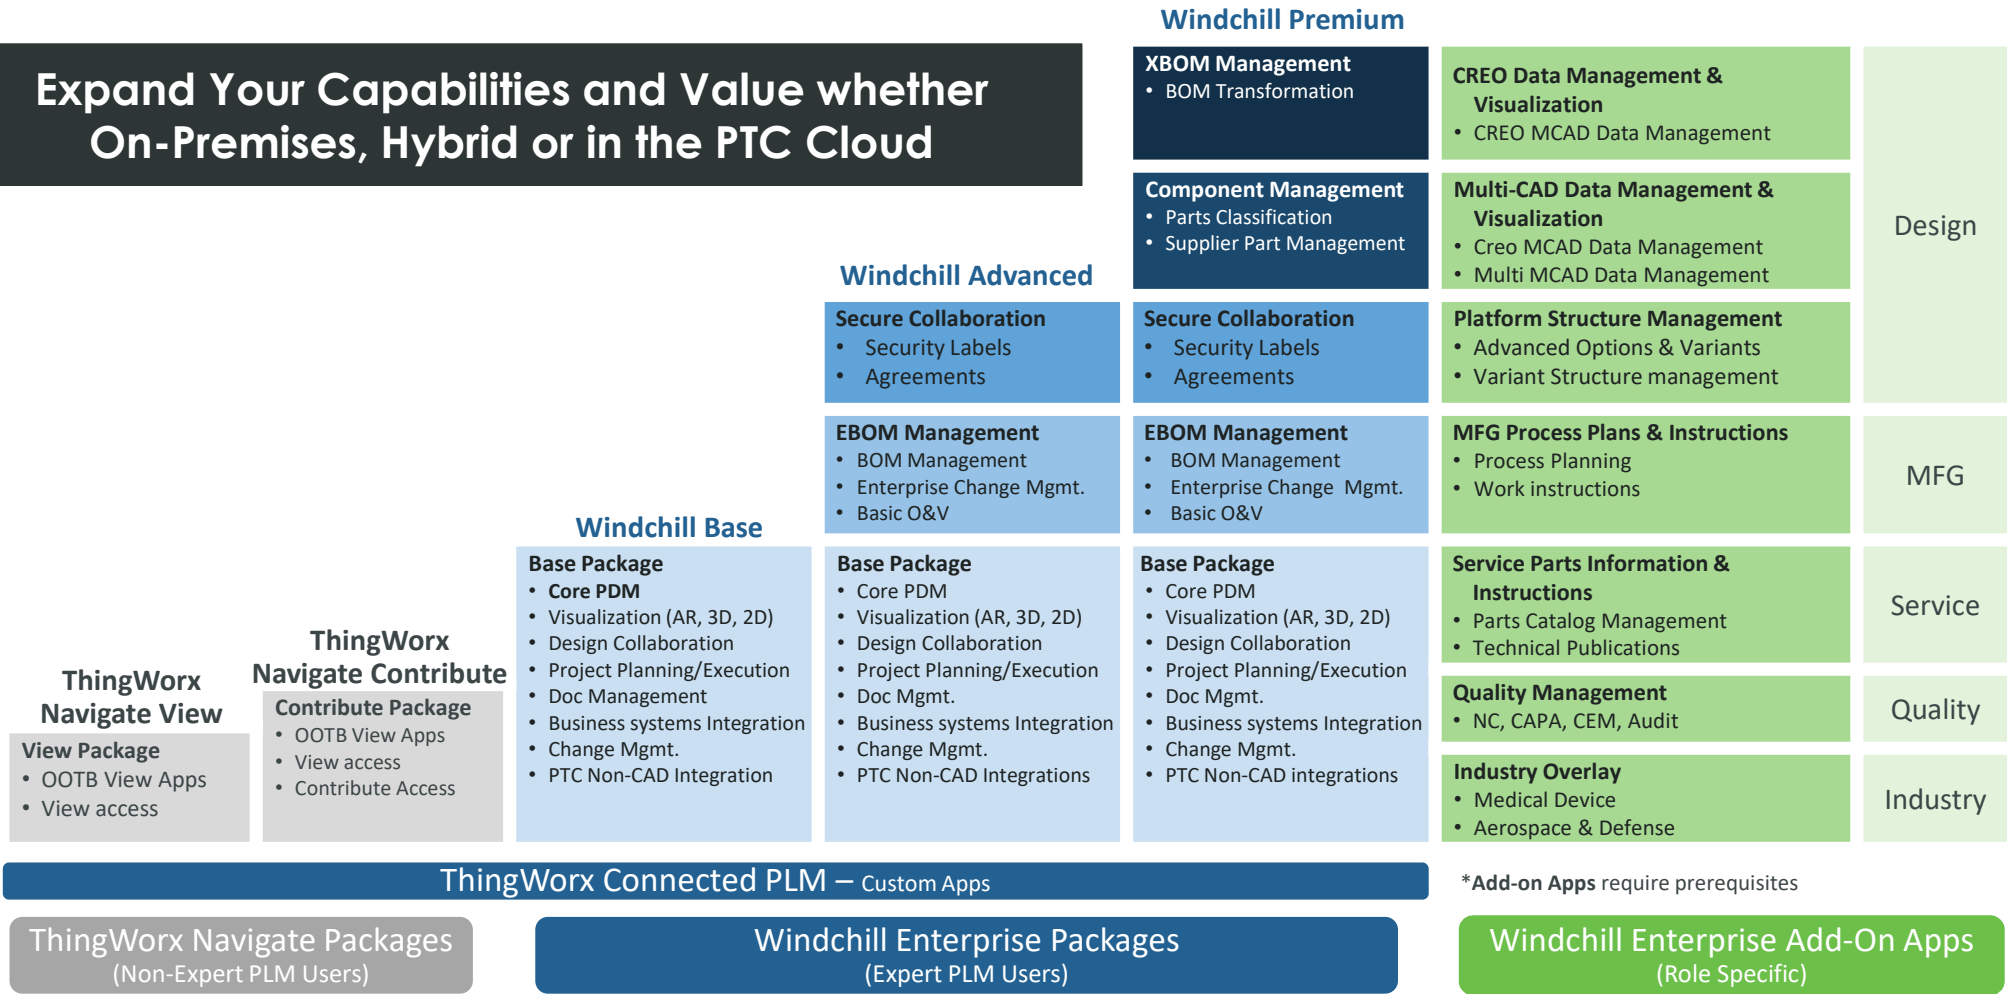 Expand Your Capabilities and Value whether
On-Premises, Hybrid or in the PTC Cloud
ThingWorx
Navigate View
View Package
• OOTB View Apps
• View access
ThingWorx
Navigate Contribute
Contribute Package
• OOTB View Apps
• View access
• Contribute Access
Windchill Base
Base Package
• Core PDM
• Visualization (AR, 3D, 2D)
• Design Collaboration
• Project Planning/Execution
• Doc Management
• Business systems Integration
• Change Mgmt.
• PTC Non-CAD Integration
Windchill Advanced
Secure Collaboration
• Security Labels
• Agreements
EBOM Management
• BOM Management
• Enterprise Change Mgmt.
• Basic O&V
Base Package
• Core PDM
• Visualization (AR, 3D, 2D)
• Design Collaboration
• Project Planning/Execution
• Doc Mgmt.
• Business systems Integration
• Change Mgmt.
• PTC Non-CAD Integrations
Windchill Premium
XBOM Management
• BOM Transformation
Component Management
• Parts Classification
• Supplier Part Management
Secure Collaboration
• Security Labels
• Agreements
EBOM Management
• BOM Management
• Enterprise Change Mgmt.
• Basic O&V
Base Package
• Core PDM
• Visualization (AR, 3D, 2D)
• Design Collaboration
• Project Planning/Execution
• Doc Mgmt.
• Business systems Integration
• Change Mgmt.
• PTC Non-CAD integrations
CREO Data Management &
Visualization
• CREO MCAD Data Management
Multi-CAD Data Management &
Visualization
• Creo MCAD Data Management
• Multi MCAD Data Management
Platform Structure Management
• Advanced Options & Variants
• Variant Structure management
Design
MFG Process Plans & Instructions
• Process Planning
• Work instructions
MFG
Service Parts Information &
Instructions
• Parts Catalog Management
• Technical Publications
Service
Quality Management
• NC, CAPA, CEM, Audit
Quality
Industry Overlay
• Medical Device
• Aerospace & Defense
Industry
ThingWorx Connected PLM – Custom Apps
*Add-on Apps require prerequisites
ThingWorx Navigate Packages
(Non-Expert PLM Users)
Windchill Enterprise Packages
(Expert PLM Users)
Windchill Enterprise Add-On Apps
(Role Specific)